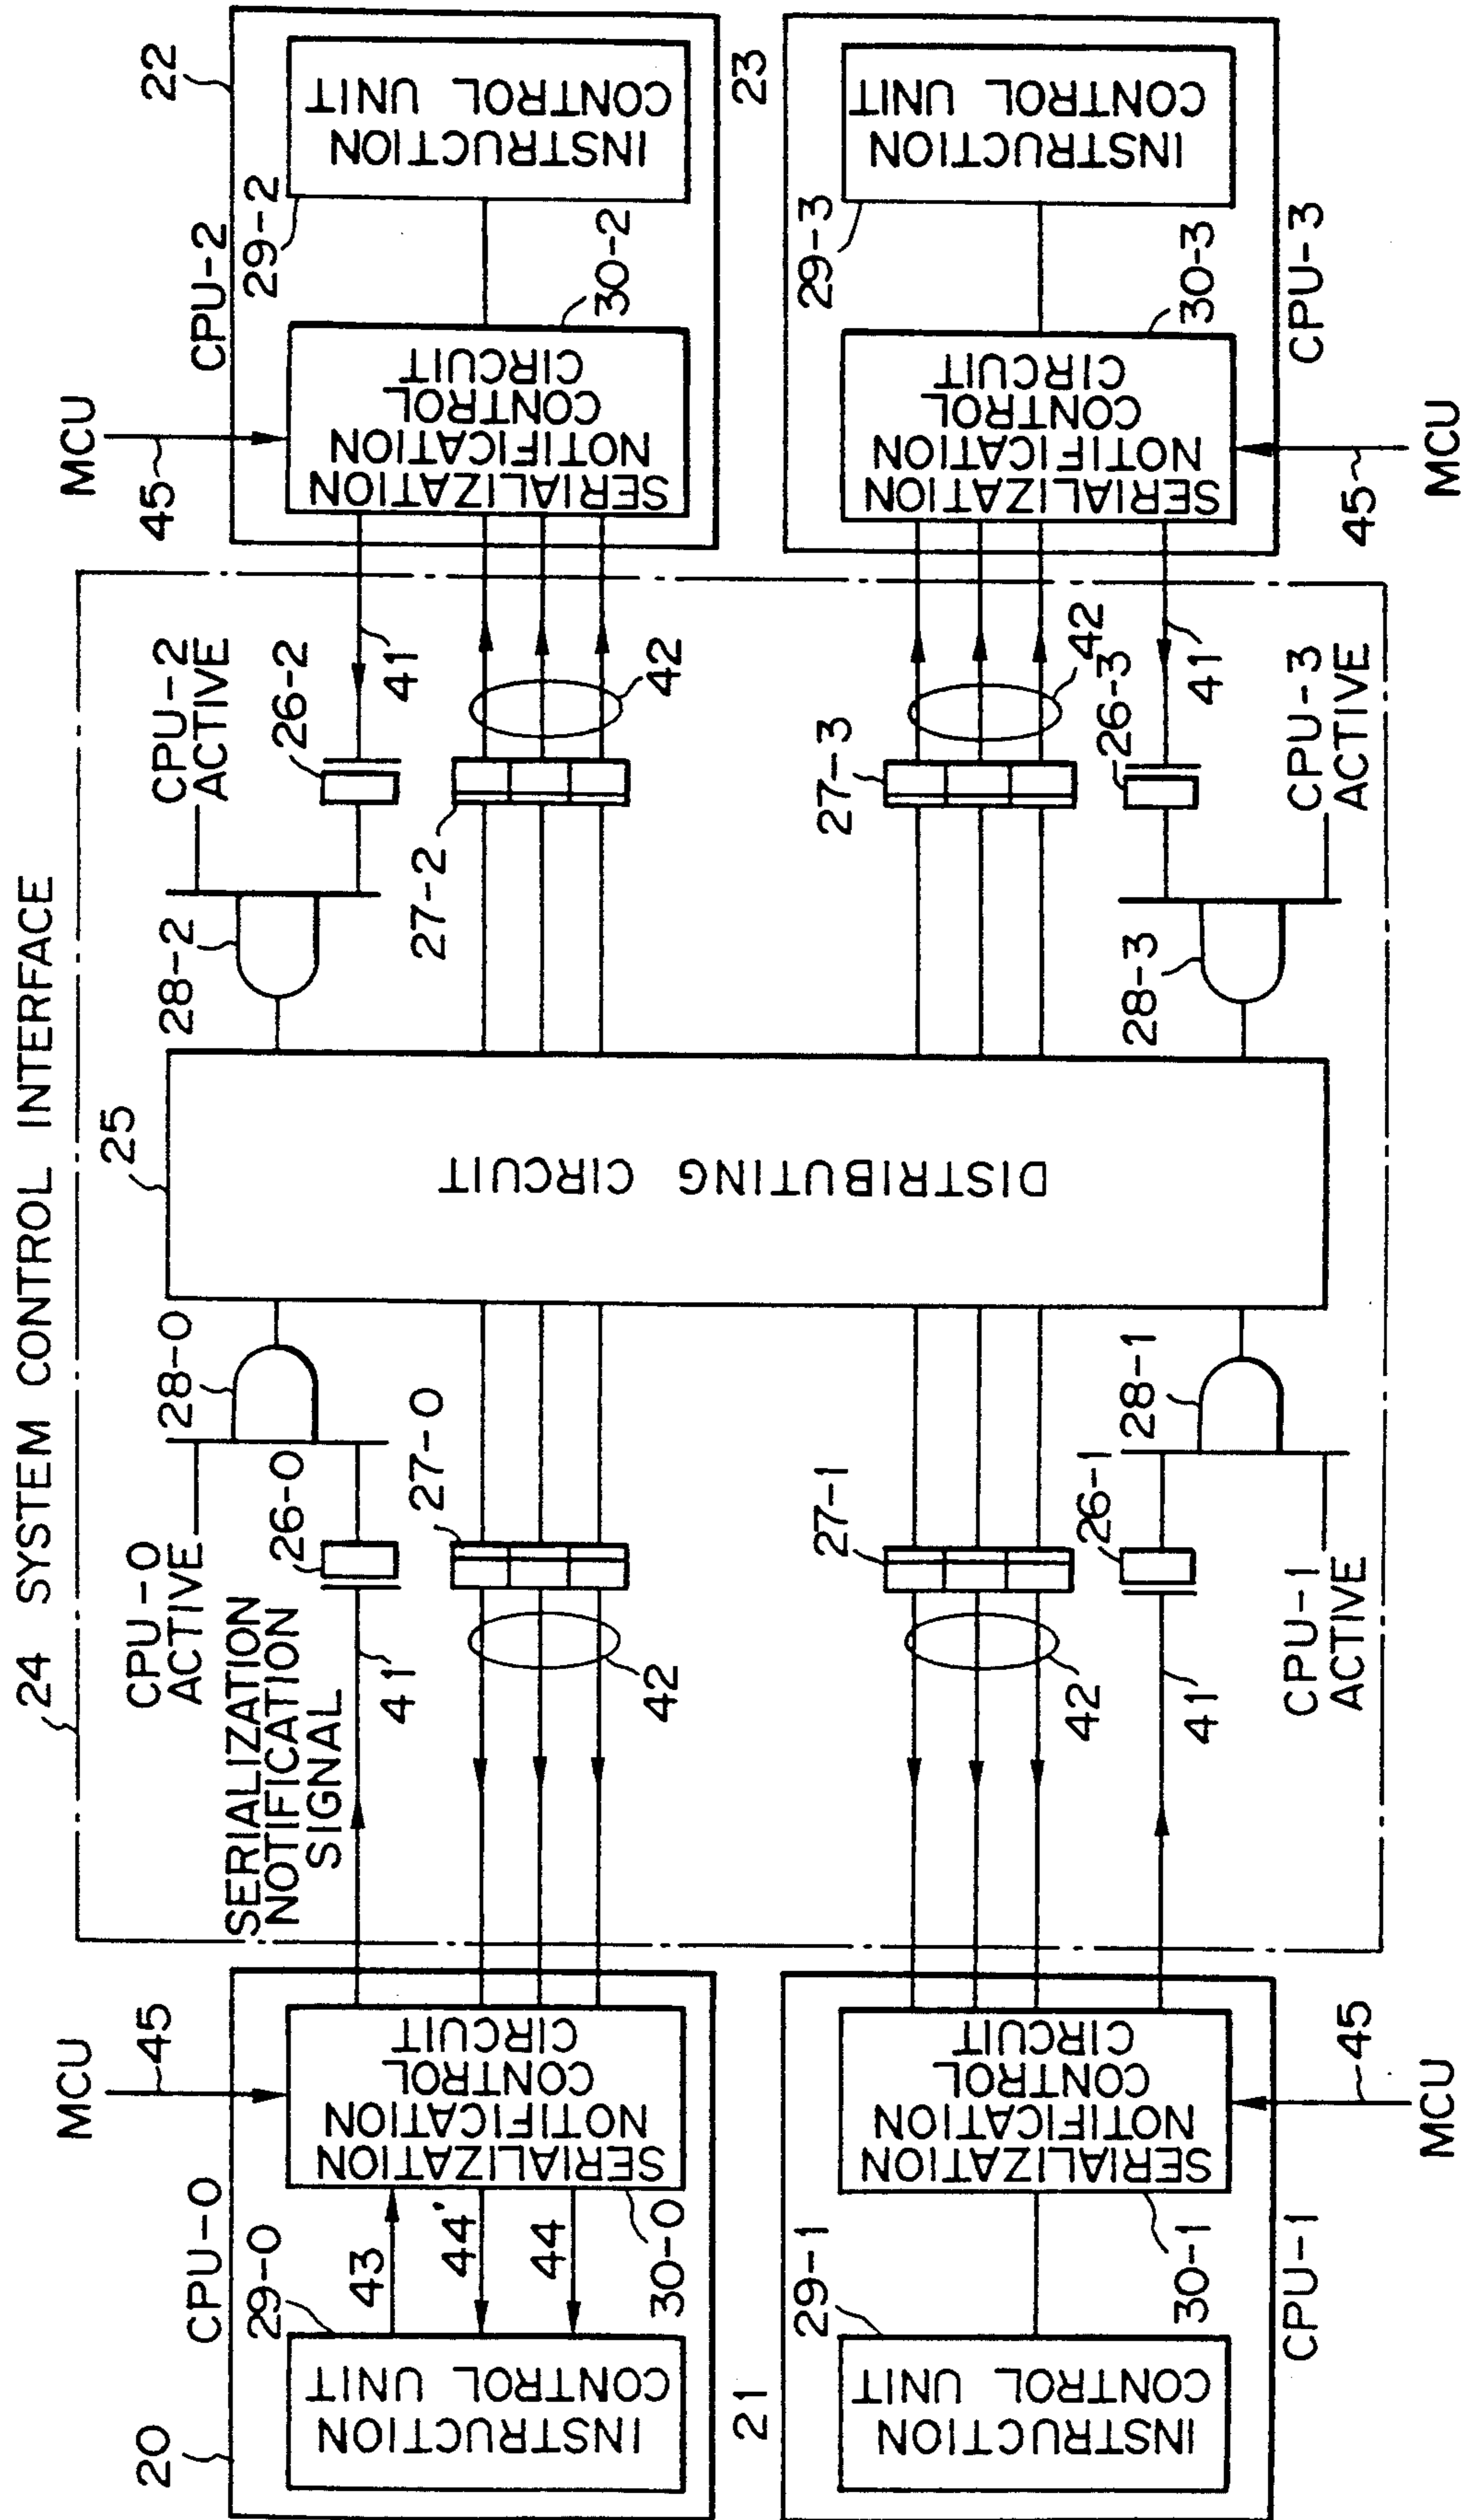 24 SYSTEM CONTROL INTERFACE
MCU
45
20
CPU-0
29-0
INSTRUCTION
CONTROL UNIT
43
44'
44
30-0
SERIALIZATION
NOTIFICATION
CONTROL
CIRCUIT
SERIALIZATION
NOTIFICATION
SIGNAL
41
42
CPU-0
ACTIVE
26-0
27-0
28-0
25
DISTRIBUTING CIRCUIT
28-2
27-2
CPU-2
ACTIVE
26-2
41
42
MCU
45
CPU-2
22
29-2
30-2
SERIALIZATION
NOTIFICATION
CONTROL
CIRCUIT
INSTRUCTION
CONTROL UNIT
21
29-1
INSTRUCTION
CONTROL UNIT
30-1
CPU-1
SERIALIZATION
NOTIFICATION
CONTROL
CIRCUIT
MCU
45
41
42
27-1
26-1
CPU-1
ACTIVE
28-1
28-3
27-3
26-3
CPU-3
ACTIVE
41
42
23
29-3
30-3
SERIALIZATION
NOTIFICATION
CONTROL
CIRCUIT
INSTRUCTION
CONTROL UNIT
CPU-3
MCU
45